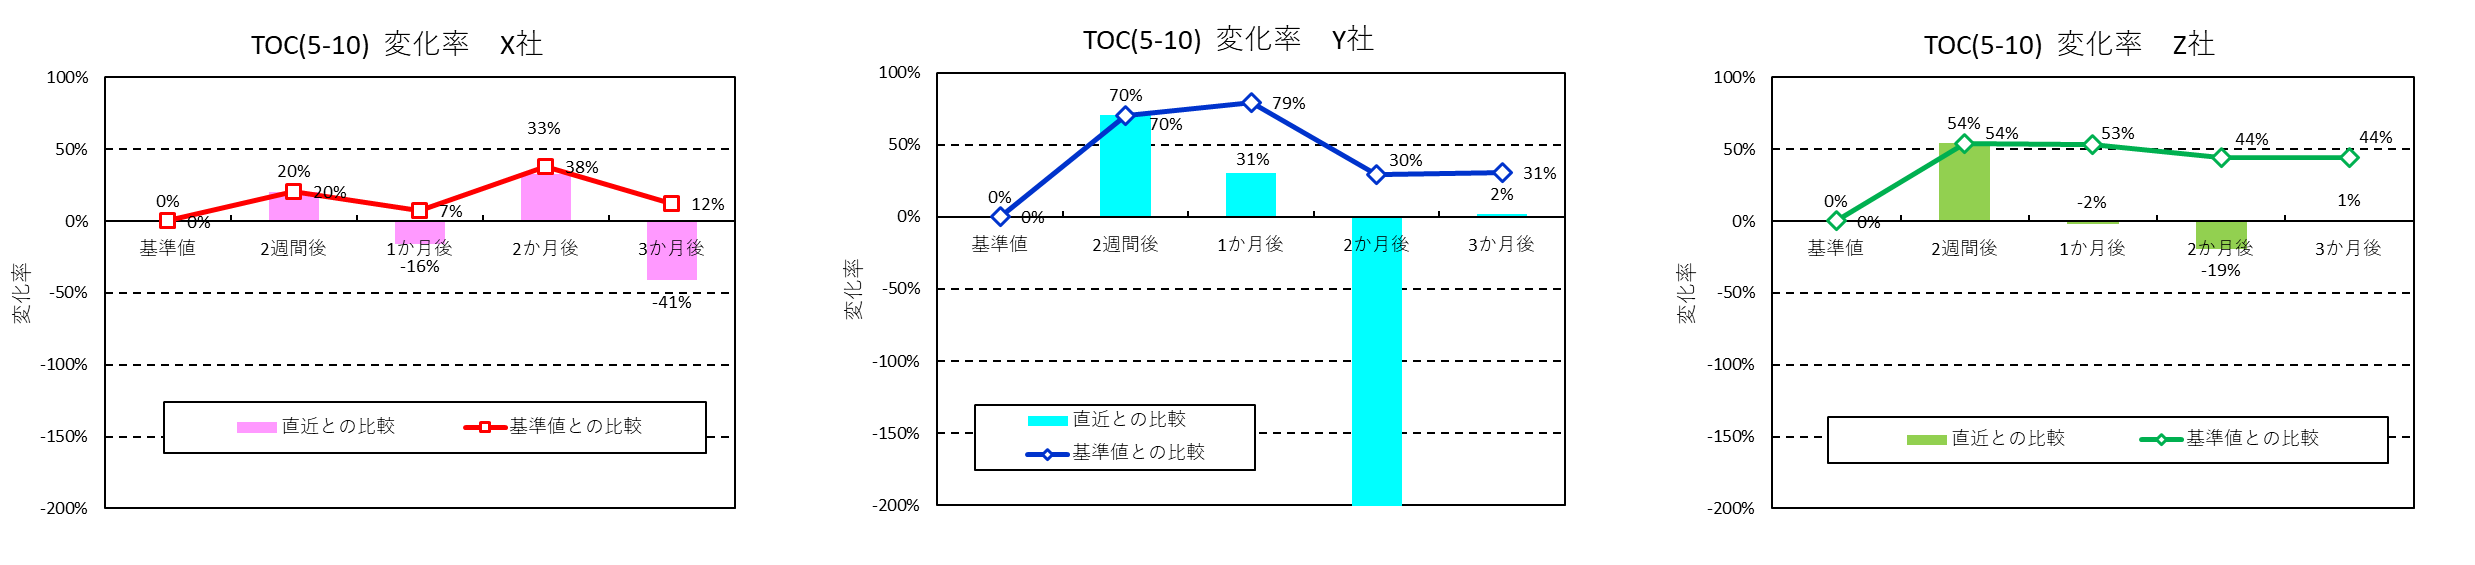 TOC(5-10) 変化率 X社
100%
50%
0%
-50%
-100%
-150%
-200%
変化率
0%
0%
20%
20%
7%
-16%
33%
38%
12%
-41%
基準値
2週間後
1か月後
2か月後
3か月後
直近との比較
基準値との比較
TOC(5-10) 変化率 Y社
100%
50%
0%
-50%
-100%
-150%
-200%
変化率
0%
0%
70%
70%
79%
31%
30%
31%
2%
基準値
2週間後
1か月後
2か月後
3か月後
直近との比較
基準値との比較
TOC(5-10) 変化率 Z社
100%
50%
0%
-50%
-100%
-150%
-200%
変化率
0%
0%
54%
54%
53%
-2%
44%
-19%
44%
1%
基準値
2週間後
1か月後
2か月後
3か月後
直近との比較
基準値との比較